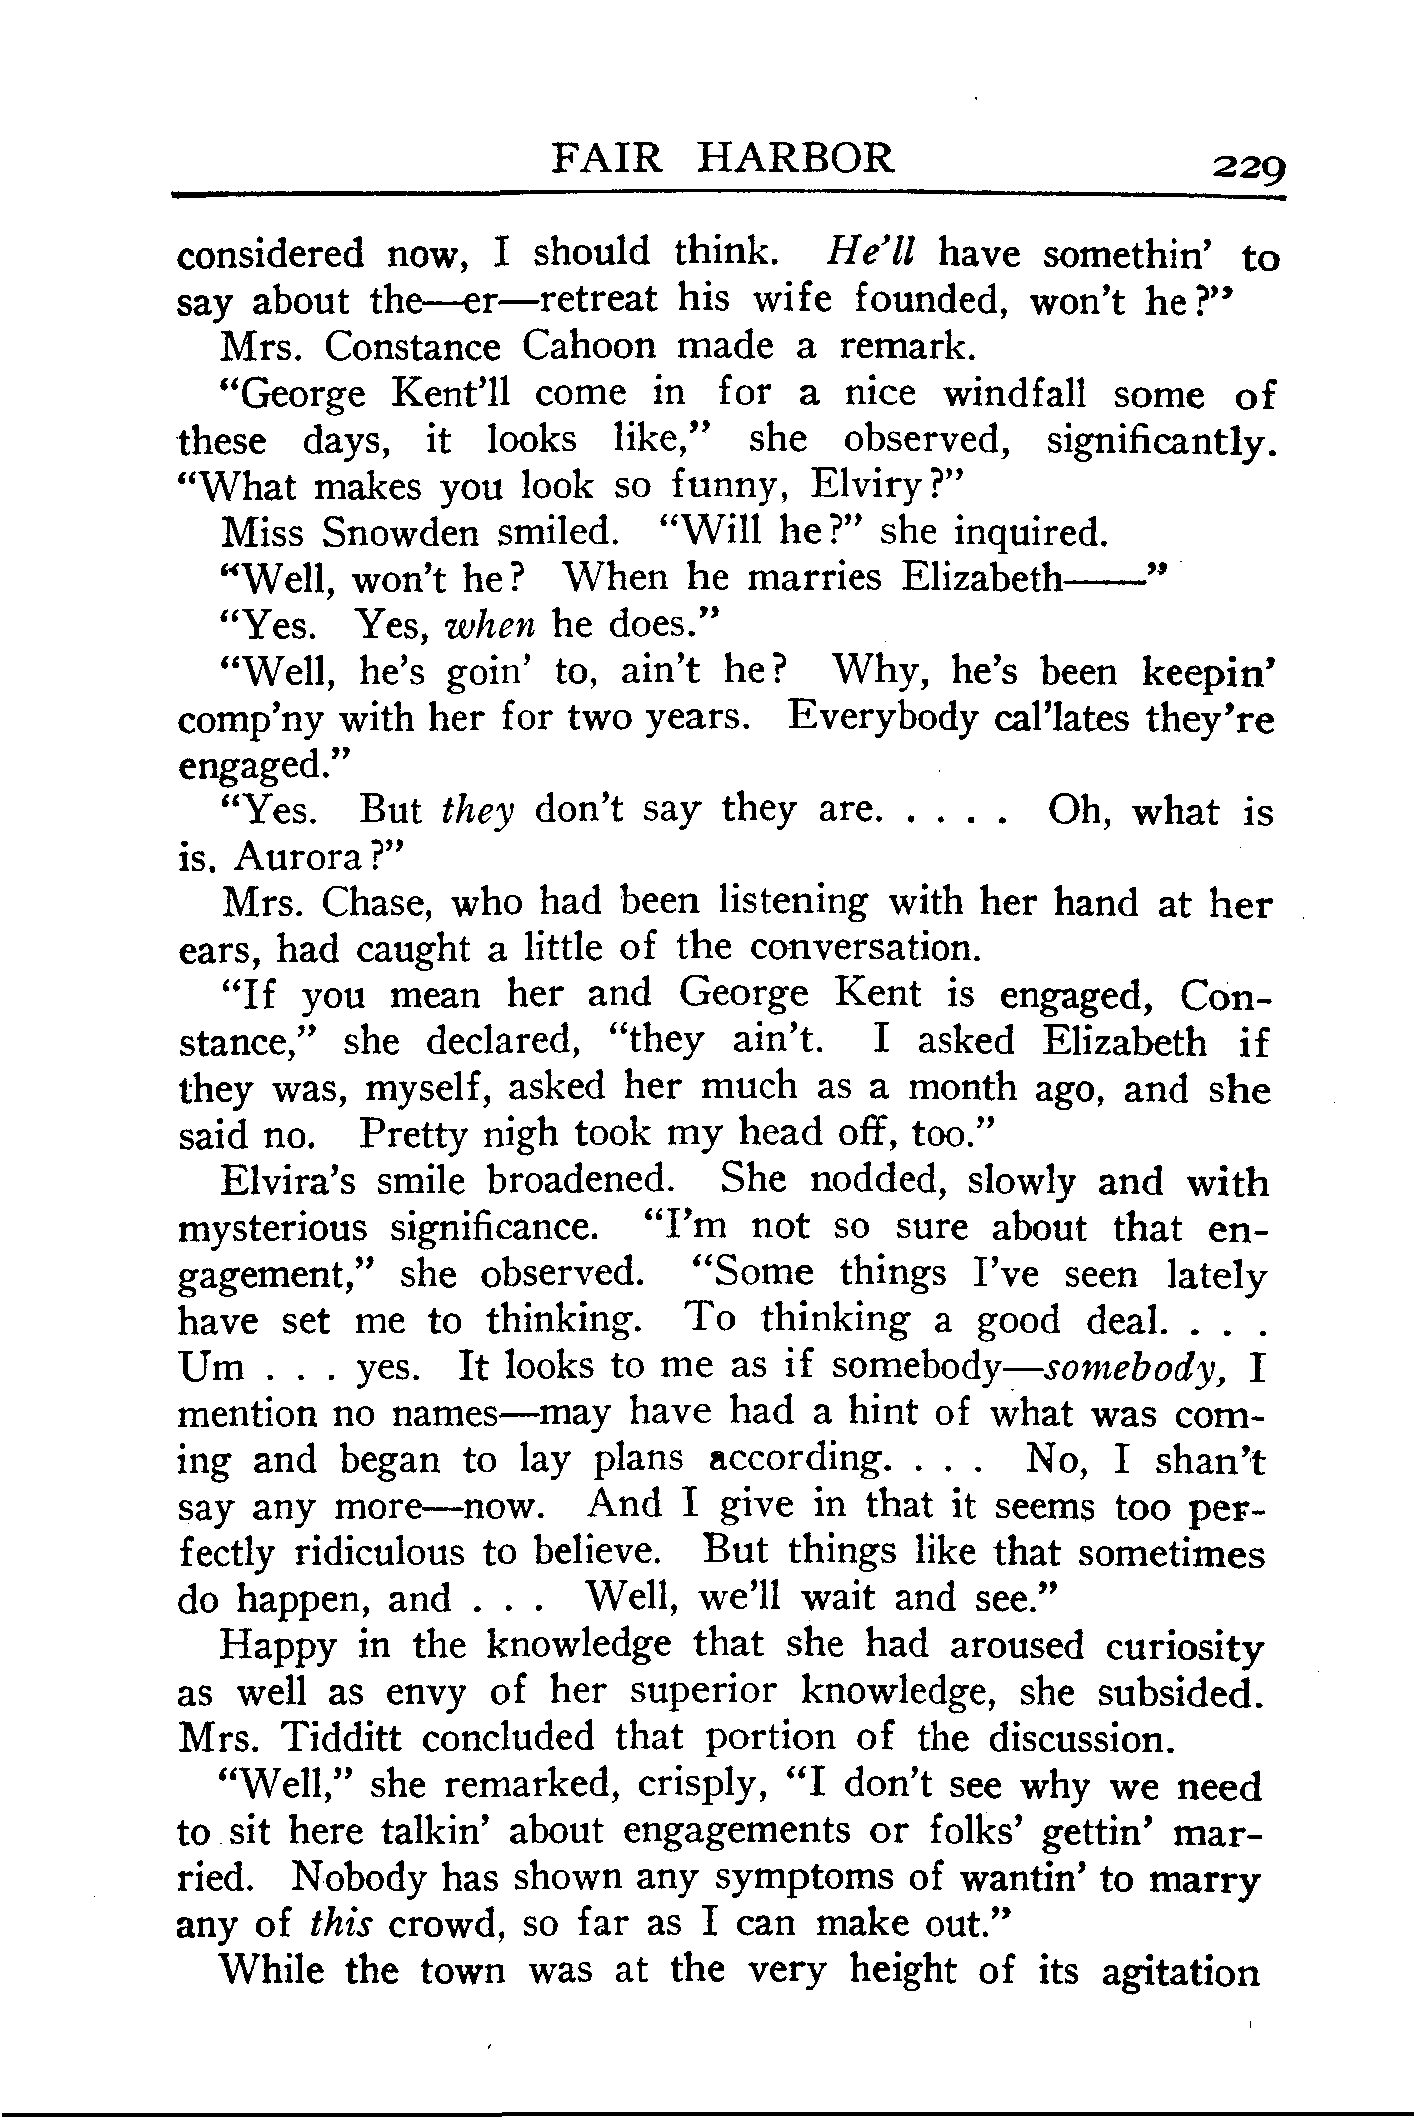 FAIR HARBOR 229
considered now, I should think. He’ll have somethin’ to
say about the—er—retreat his wife founded, won’t he?”
Mrs. Constance Cahoon made a remark.
“George Kent’ll come in for a nice windfall some of
these days, it looks like,” she observed, significantly.
“What makes you look so funny, Elviry?”
Miss Snowden smiled. “Will he?” she inquired.
“Well, won’t he? When he marries Elizabeth——”
“Yes. Yes, when he does.”
“Well, he’s goin’ to, ain’t he? Why, he’s been keepin’
comp’ny with her for two years. Everybody cal’lates they’re
engaged.”
“Yes. But they don’t say they are. . . . . Oh, what is
is, Aurora?”
Mrs. Chase, who had been listening with her hand at her
ears, had caught a little of the conversation.
“If you mean her and George Kent is engaged, Con-
stance,” she declared, “they ain’t. I asked Elizabeth if
they was, myself, asked her much as a month ago, and she
said no. Pretty nigh took my head off, too.”
Elvira’s smile broadened. She nodded, slowly and with
mysterious significance. “I’m not so sure about that en-
gagement,” she observed. “Some things I’ve seen lately
have set me to thinking. To thinking a good deal. . . .
Um . . . yes. It looks to me as if somebody—somebody, I
mention no names—may have had a hint of what was com-
ing and began to lay plans according. . . . No, I shan’t
say any more—now. And I give in that it seems too per-
fectly ridiculous to believe. But things like that sometimes
do happen, and . . . Well, we’ll wait and see.”
Happy in the knowledge that she had aroused curiosity
as well as envy of her superior knowledge, she subsided.
Mrs. Tidditt concluded that portion of the discussion.
“Well,” she remarked, crisply, “I don’t see why we need
to sit here talkin’ about engagements or folks’ gettin’ mar-
ried. Nobody has shown any symptoms of wantin’ to marry
any of this crowd, so far as I can make out.”
While the town was at the very height of its agitation